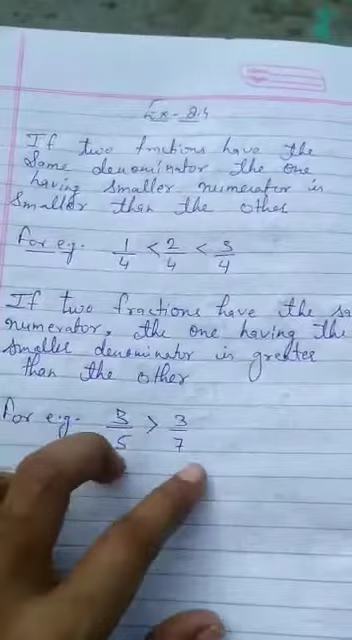 Ex - 8.4
If two fractions have the
Same denominator the one
having smaller numerator is
Smaller than the other
For eg. 1/4 < 2/4 < 3/4
If two fractions have the sa
numerator, the one having the
smaller denominator is greater
than the other
For e.g. 3/5 > 3/7